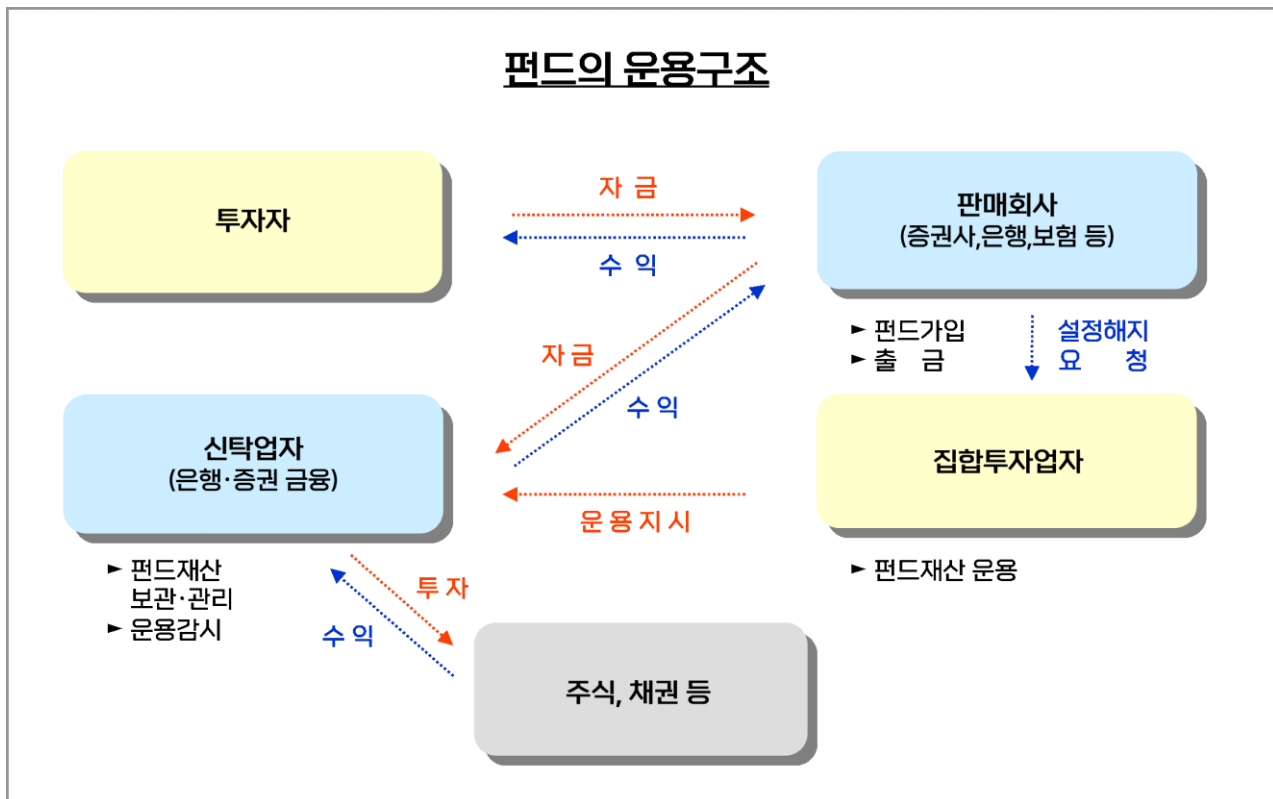 펀드의 운용구조
투자자
자 금
수 익
판매회사
(증권사,은행,보험 등)
► 펀드가입
► 출 금
설정해지
요 청
자 금
수 익
신탁업자
(은행·증권 금융)
집합투자업자
운 용 지 시
► 펀드재산
보관·관리
► 운용감시
► 펀드재산 운용
투 자
수 익
주식, 채권 등